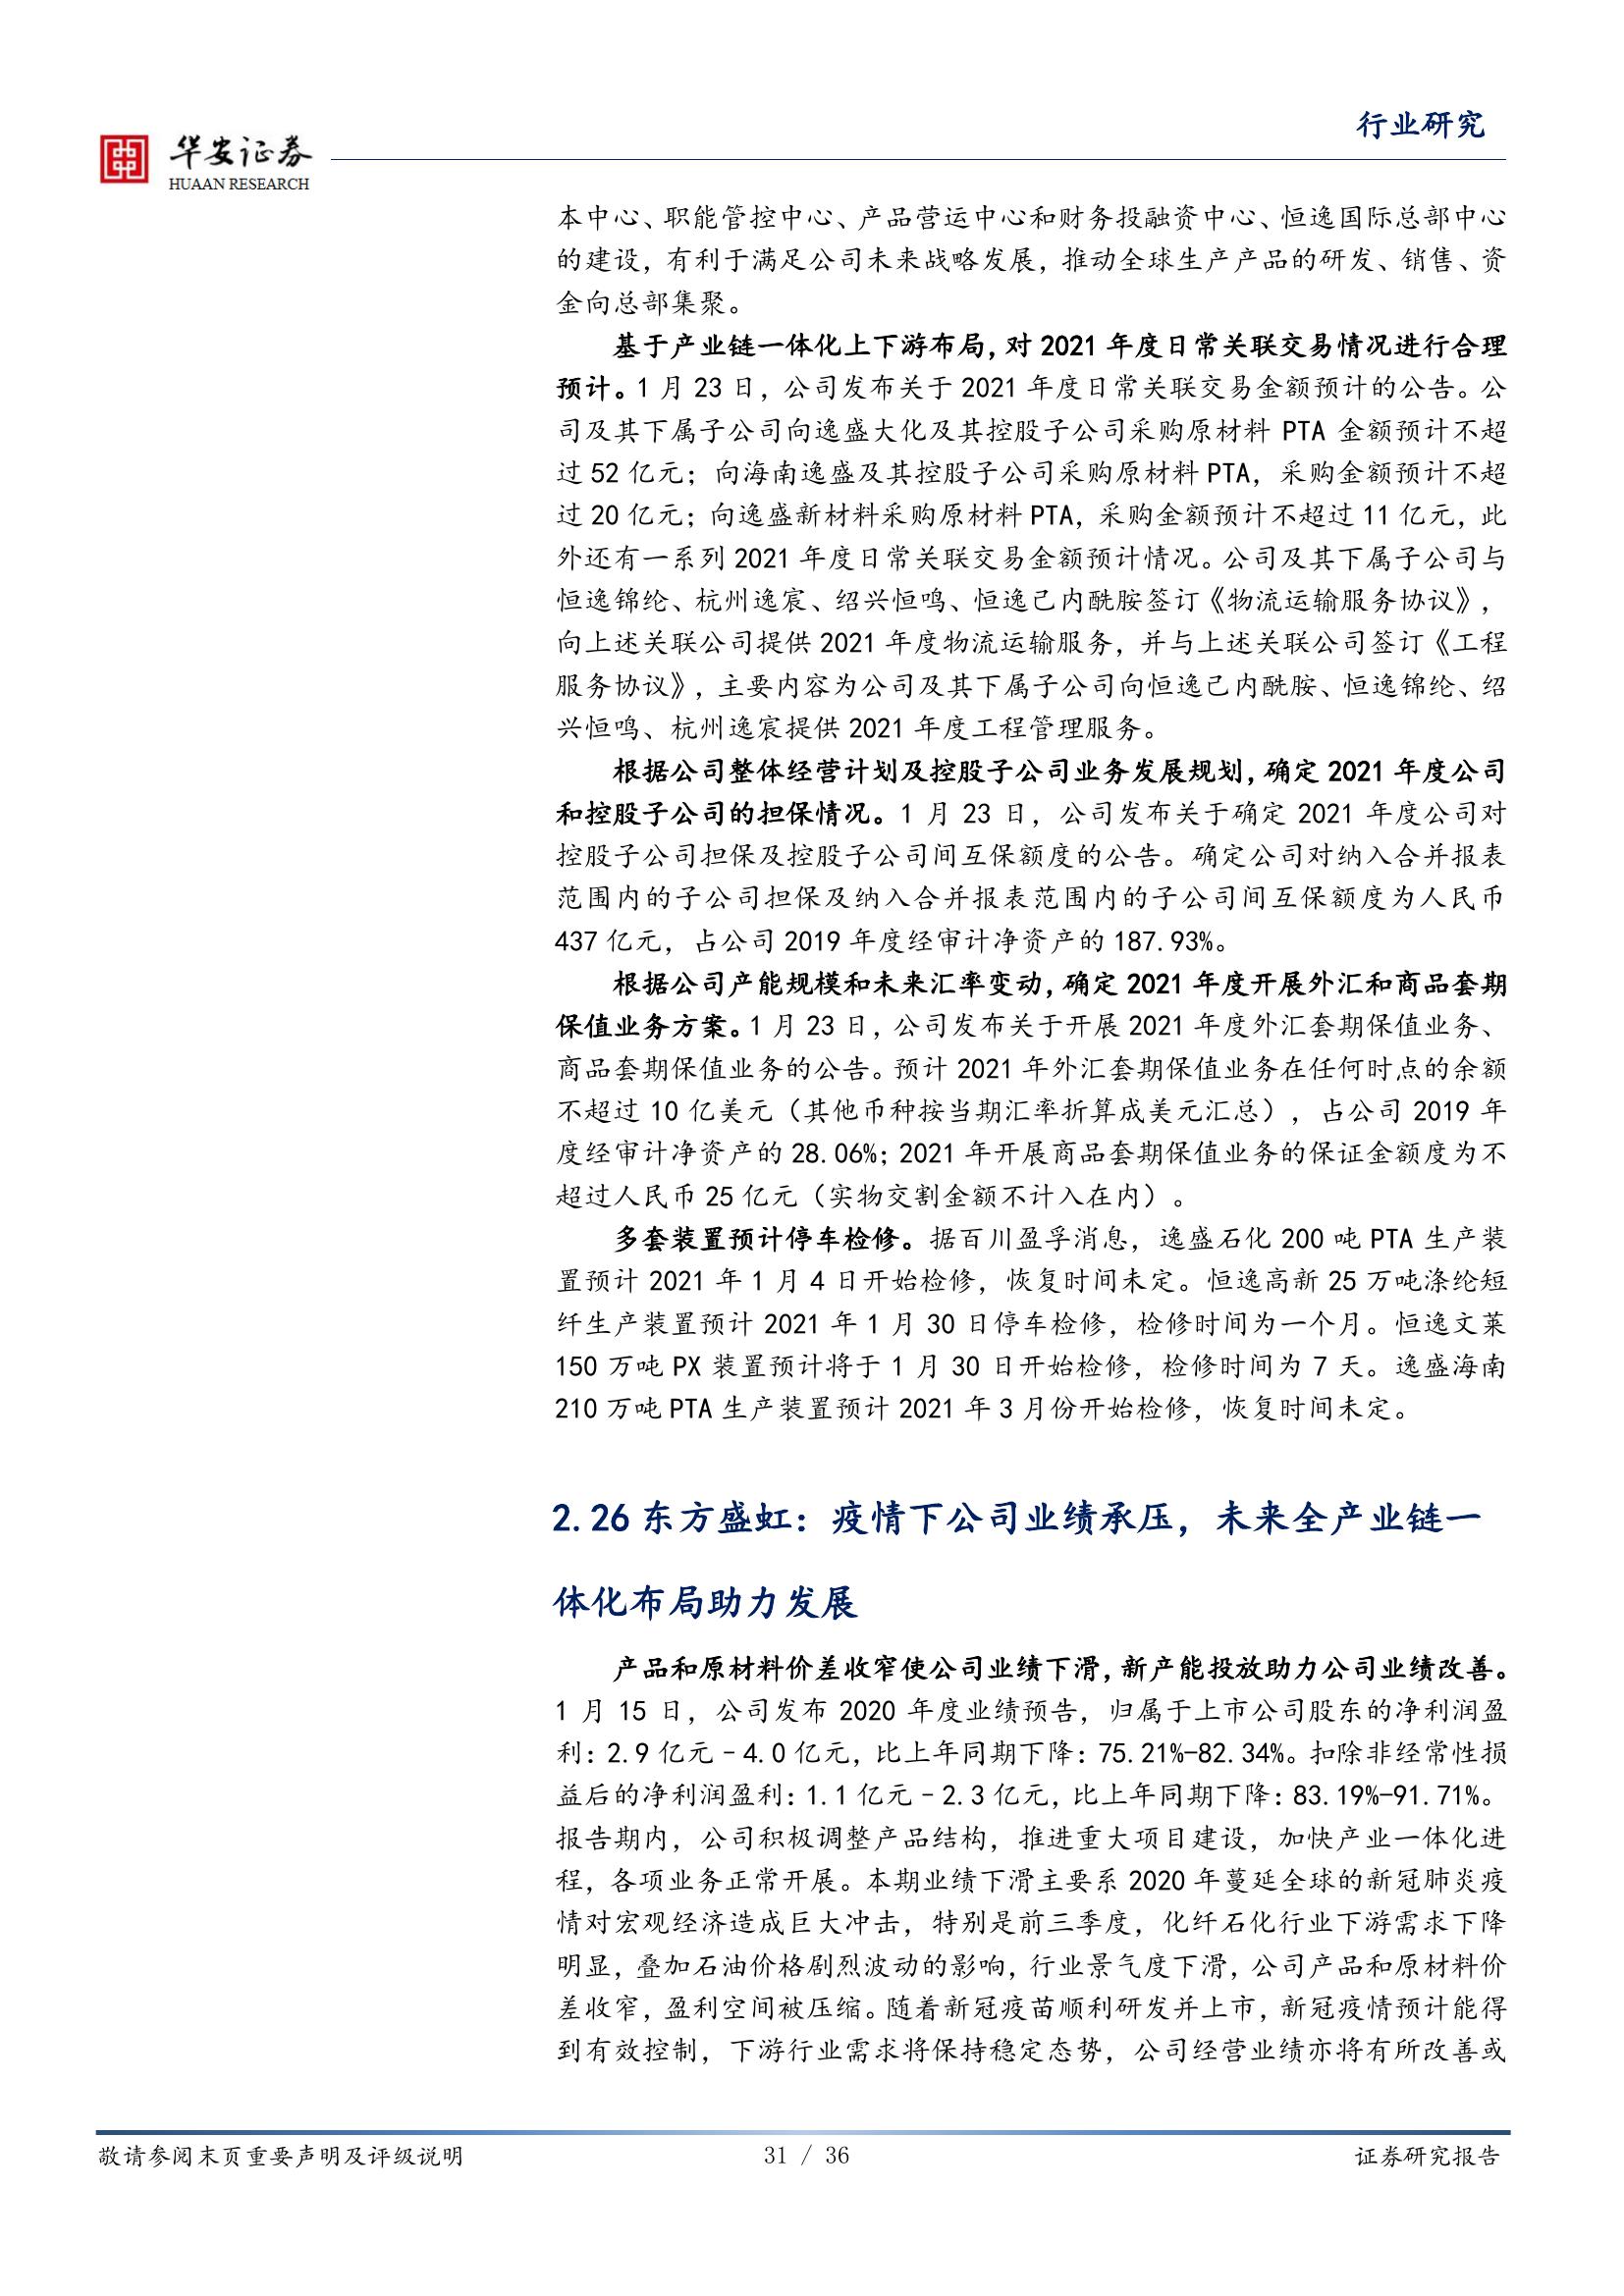 行业研究
华安证券
HUAAN RESEARCH
本中心、职能管控中心、产品营运中心和财务投融资中心、恒逸国际总部中心
的建设，有利于满足公司未来战略发展，推动全球生产产品的研发、销售、资
金向总部集聚。
基于产业链一体化上下游布局，对 2021 年度日常关联交易情况进行合理
预计。1 月 23 日，公司发布关于 2021 年度日常关联交易金额预计的公告。公
司及其下属子公司向逸盛大化及其控股子公司采购原材料 PTA 金额预计不超
过 52 亿元；向海南逸盛及其控股子公司采购原材料 PTA，采购金额预计不超
过 20 亿元；向逸盛新材料采购原材料 PTA，采购金额预计不超过 11 亿元，此
外还有一系列 2021 年度日常关联交易金额预计情况。公司及其下属子公司与
恒逸锦纶、杭州逸宸、绍兴恒鸣、恒逸己内酰胺签订《物流运输服务协议》，
向上述关联公司提供 2021 年度物流运输服务，并与上述关联公司签订《工程
服务协议》，主要内容为公司及其下属子公司向恒逸己内酰胺、恒逸锦纶、绍
兴恒鸣、杭州逸宸提供 2021 年度工程管理服务。
根据公司整体经营计划及控股子公司业务发展规划，确定 2021 年度公司
和控股子公司的担保情况。1 月 23 日，公司发布关于确定 2021 年度公司对
控股子公司担保及控股子公司间互保额度的公告。确定公司对纳入合并报表
范围内的子公司担保及纳入合并报表范围内的子公司间互保额度为人民币
437 亿元，占公司 2019 年度经审计净资产的 187.93%。
根据公司产能规模和未来汇率变动，确定 2021 年度开展外汇和商品套期
保值业务方案。1 月 23 日，公司发布关于开展 2021 年度外汇套期保值业务、
商品套期保值业务的公告。预计 2021 年外汇套期保值业务在任何时点的余额
不超过 10 亿美元（其他币种按当期汇率折算成美元汇总），占公司 2019 年
度经审计净资产的 28.06%；2021 年开展商品套期保值业务的保证金额度为不
超过人民币 25 亿元（实物交割金额不计入在内）。
多套装置预计停车检修。据百川盈孚消息，逸盛石化 200 吨 PTA 生产装
置预计 2021 年 1 月 4 日开始检修，恢复时间未定。恒逸高新 25 万吨涤纶短
纤生产装置预计 2021 年 1 月 30 日停车检修，检修时间为一个月。恒逸文莱
150 万吨 PX 装置预计将于 1 月 30 日开始检修，检修时间为 7 天。逸盛海南
210 万吨 PTA 生产装置预计 2021 年 3 月份开始检修，恢复时间未定。
2.26 东方盛虹：疫情下公司业绩承压，未来全产业链一
体化布局助力发展
产品和原材料价差收窄使公司业绩下滑，新产能投放助力公司业绩改善。
1 月 15 日，公司发布 2020 年度业绩预告，归属于上市公司股东的净利润盈
利：2.9 亿元–4.0 亿元，比上年同期下降：75.21%-82.34%。扣除非经常性损
益后的净利润盈利：1.1 亿元–2.3 亿元，比上年同期下降：83.19%-91.71%。
报告期内，公司积极调整产品结构，推进重大项目建设，加快产业一体化进
程，各项业务正常开展。本期业绩下滑主要系 2020 年蔓延全球的新冠肺炎疫
情对宏观经济造成巨大冲击，特别是前三季度，化纤石化行业下游需求下降
明显，叠加石油价格剧烈波动的影响，行业景气度下滑，公司产品和原材料价
差收窄，盈利空间被压缩。随着新冠疫苗顺利研发并上市，新冠疫情预计能得
到有效控制，下游行业需求将保持稳定态势，公司经营业绩亦将有所改善或
敬请参阅末页重要声明及评级说明
31 / 36
证券研究报告